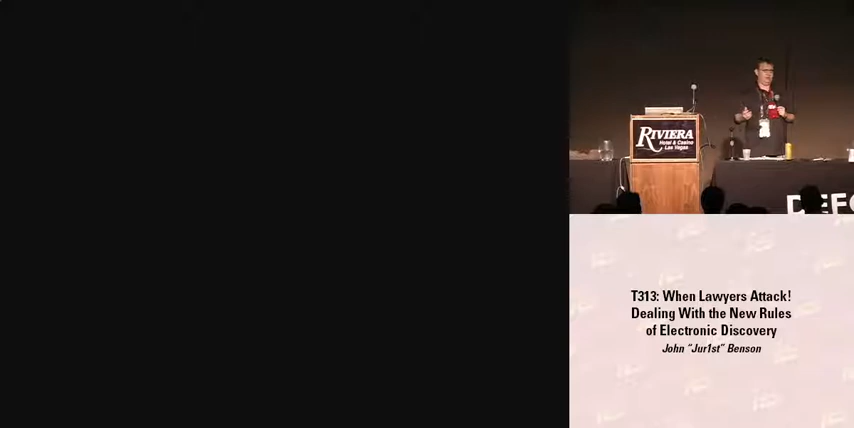 RIVIERA
Hotel & Casino
Las Vegas
DEFC
T313: When Lawyers Attack!
Dealing With the New Rules
of Electronic Discovery
John "Jur1st" Benson